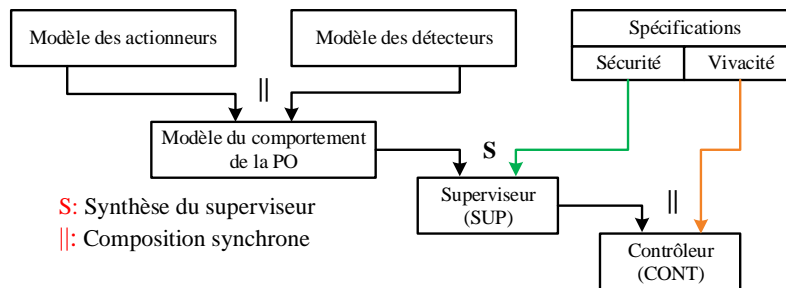 Modèle des actionneurs
Modèle des détecteurs
Spécifications
Sécurité
Vivacité
||
Modèle du comportement
de la PO
S
Superviseur
(SUP)
||
Contrôleur
(CONT)
S: Synthèse du superviseur
||: Composition synchrone